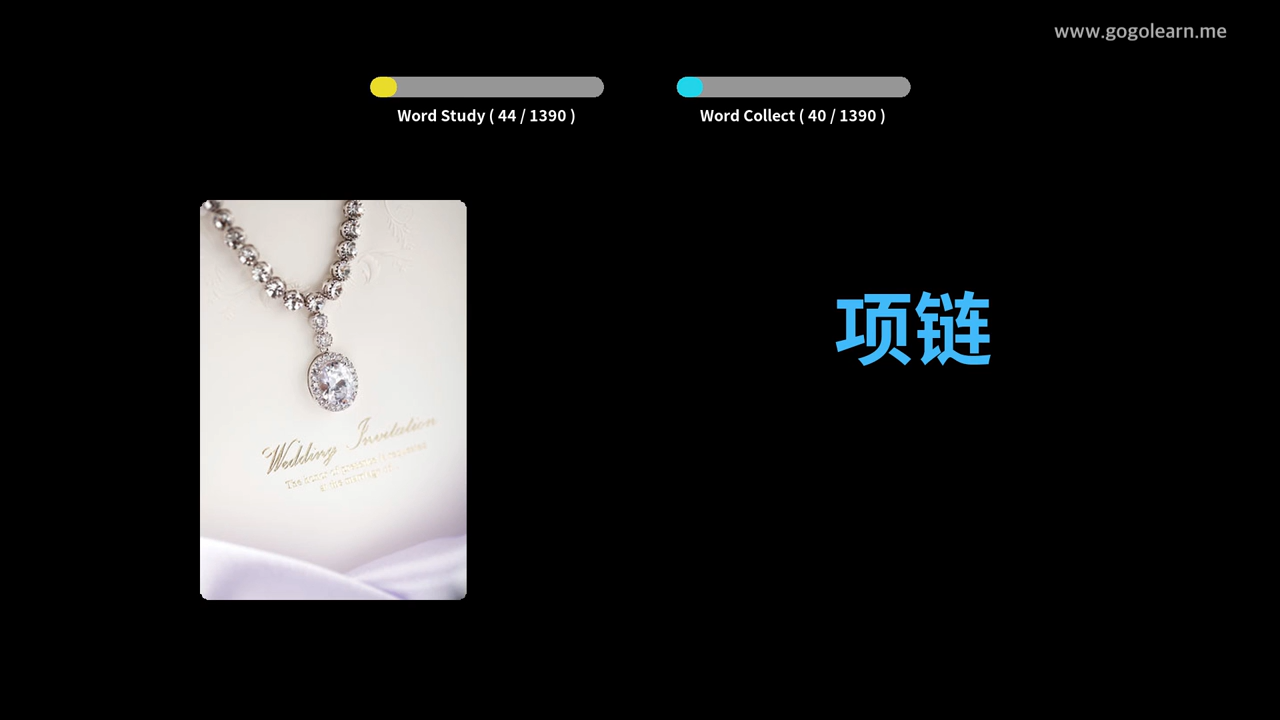 www.gogolearn.me
Word Study ( 44 / 1390 )
Word Collect ( 40 / 1390 )
项链
Wedding Invitation